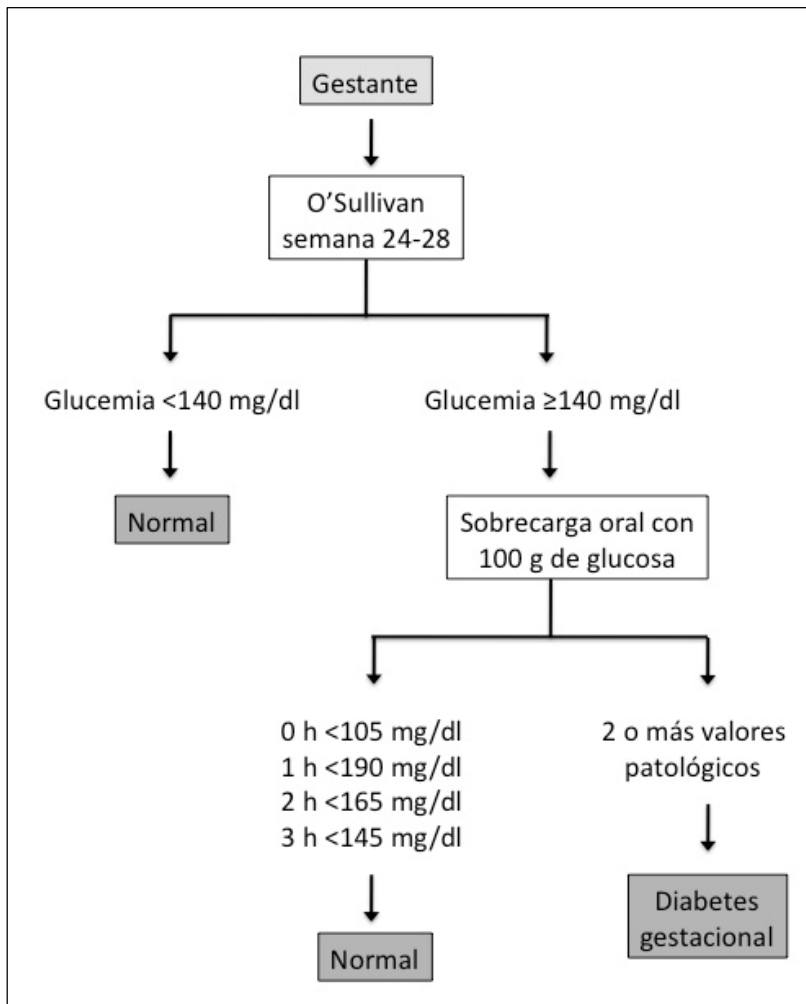 Gestante
O’Sullivan
semana 24-28
Glucemia <140 mg/dl
Glucemia ≥140 mg/dl
Normal
Sobrecarga oral con
100 g de glucosa
0 h <105 mg/dl
1 h <190 mg/dl
2 h <165 mg/dl
3 h <145 mg/dl
2 o más valores
patológicos
Normal
Diabetes
gestacional